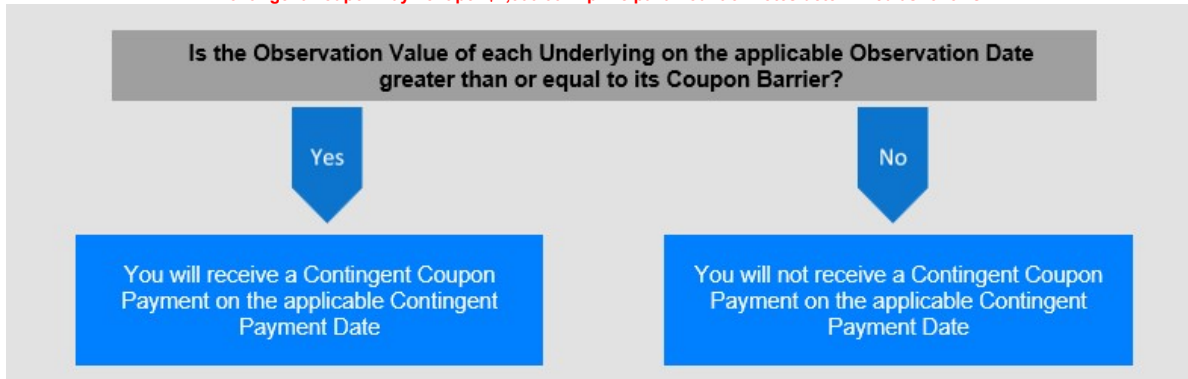 Is the Observation Value of each Underlying on the applicable Observation Date
greater than or equal to its Coupon Barrier?
Yes
No
You will receive a Contingent Coupon
Payment on the applicable Contingent
Payment Date
You will not receive a Contingent Coupon
Payment on the applicable Contingent
Payment Date